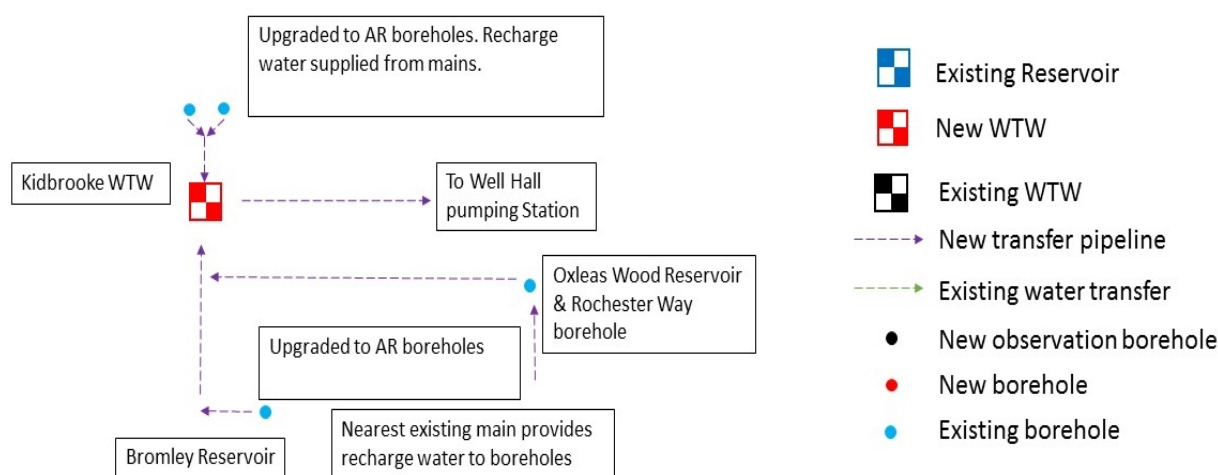 Upgraded to AR boreholes. Recharge
water supplied from mains.
Kidbrooke WTW
To Well Hall
pumping Station
Oxleas Wood Reservoir
& Rochester Way
borehole
Upgraded to AR boreholes
Nearest existing main provides
recharge water to boreholes
Bromley Reservoir
Existing Reservoir
New WTW
Existing WTW
New transfer pipeline
Existing water transfer
New observation borehole
New borehole
Existing borehole